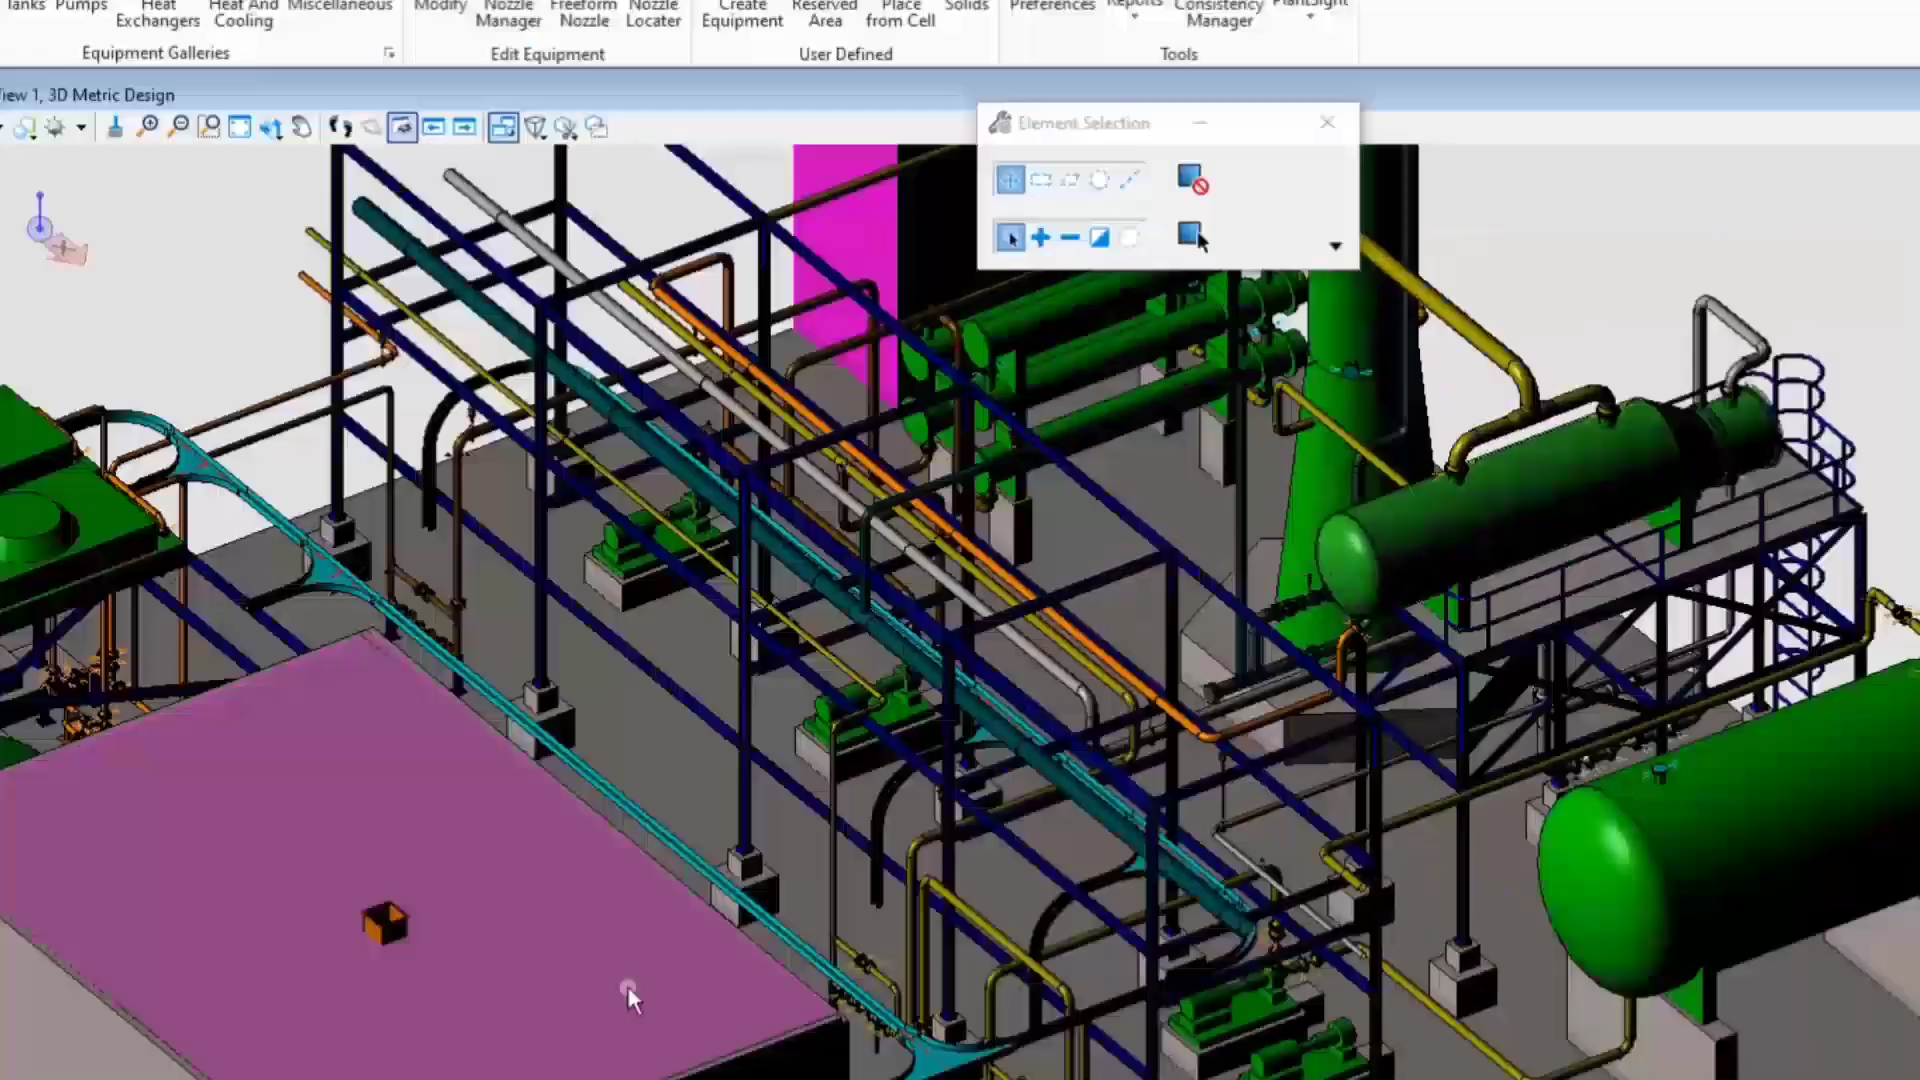 Tanks Pumps Heat And Miscellaneous Modify Nozzle Freeform Nozzle Create Reserved Place Solids Preferences Reports Consistency PlantSight
Exchangers Cooling Manager Nozzle Locater Equipment Area from Cell Manager
Equipment Galleries Edit Equipment User Defined Tools
View 1, 3D Metric Design
Element Selection